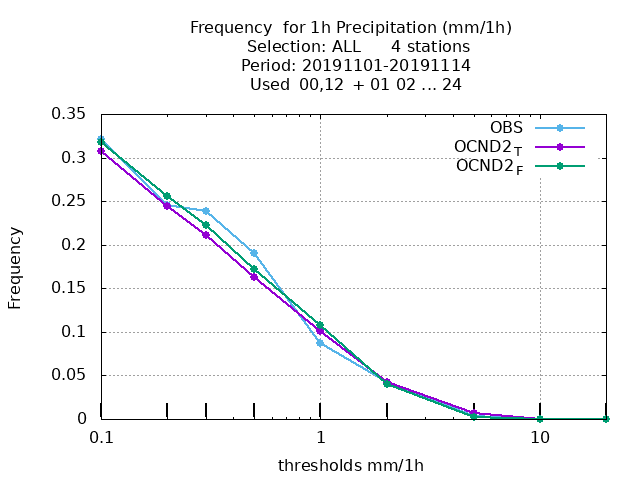 Frequency for 1h Precipitation (mm/1h)
Selection: ALL 4 stations
Period: 20191101-20191114
Used 00,12 + 01 02 ... 24
0.35
OBS
OCND2T
0.3
OCND2F
0.25
0.2
Frequency
0.15
0.1
0.05
0
0.1 1 10
thresholds mm/1h